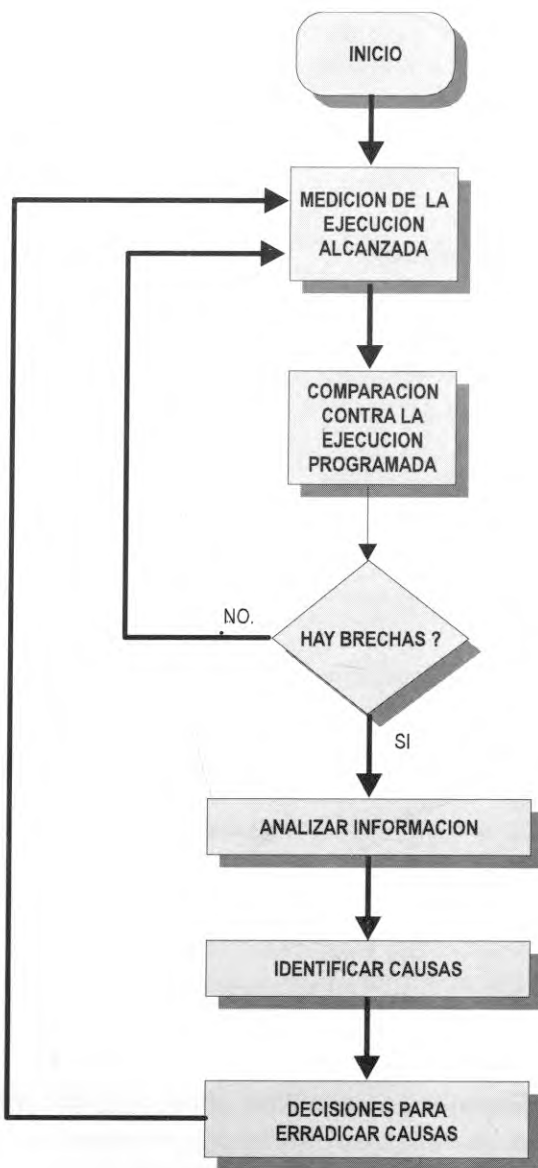 INICIO
MEDICION DE LA
EJECUCION
ALCANZADA
COMPARACION
CONTRA LA
EJECUCION
PROGRAMADA
HAY BRECHAS ?
NO.
SI
ANALIZAR INFORMACION
IDENTIFICAR CAUSAS
DECISIONES PARA
ERRADICAR CAUSAS